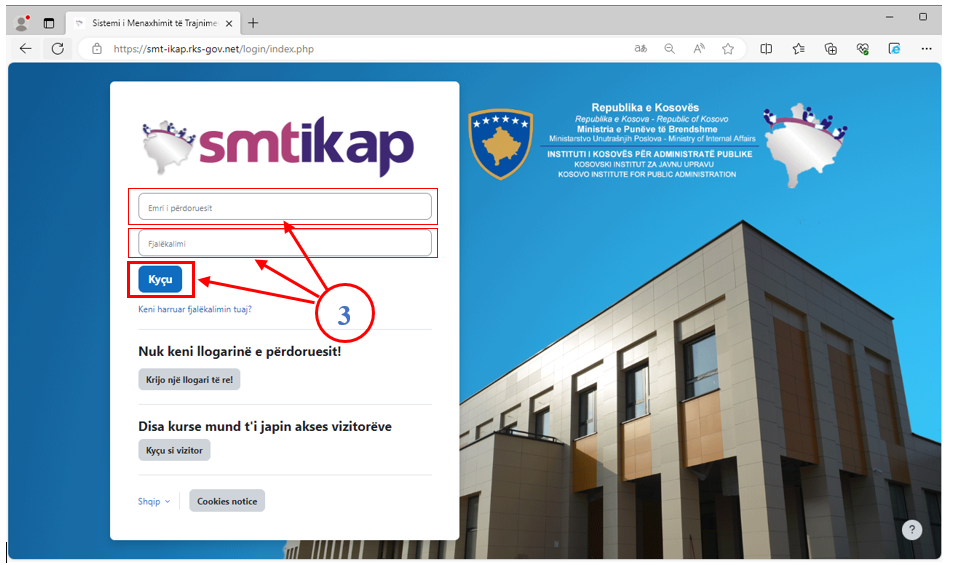 Sistemi i Menaxhimit të Trajnime
https://smt-ikap.rks-gov.net/login/index.php
smtikap
Republika e Kosovës
Republika e Kosova - Republic of Kosovo
Ministria e Punëve të Brendshme
Ministarstvo Unutrašnjih Poslova - Ministry of Internal Affairs
INSTITUTI I KOSOVËS PËR ADMINISTRATË PUBLIKE
KOSOVSKI INSTITUT ZA JAVNU UPRAVU
KOSOVO INSTITUTE FOR PUBLIC ADMINISTRATION
Emri i përdoruesit
Fjalëkalimi
Kyçu
3
Keni harruar fjalëkalimin tuaj?
Nuk keni llogarinë e përdoruesit!
Krijo një llogari të re!
Disa kurse mund t'i japin akses vizitorëve
Kyçu si vizitor
Shqip
Cookies notice
?